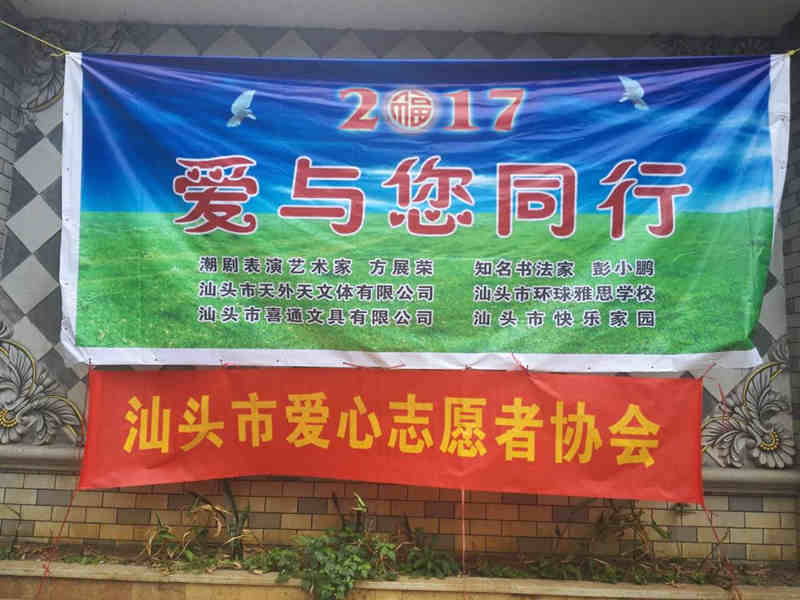 2福17
爱与您同行
潮剧表演艺术家 方展荣 知名书法家 彭小鹏
汕头市天外天文体有限公司 汕头市环球雅思学校
汕头市喜通文具有限公司 汕头市快乐家园
汕头市爱心志愿者协会